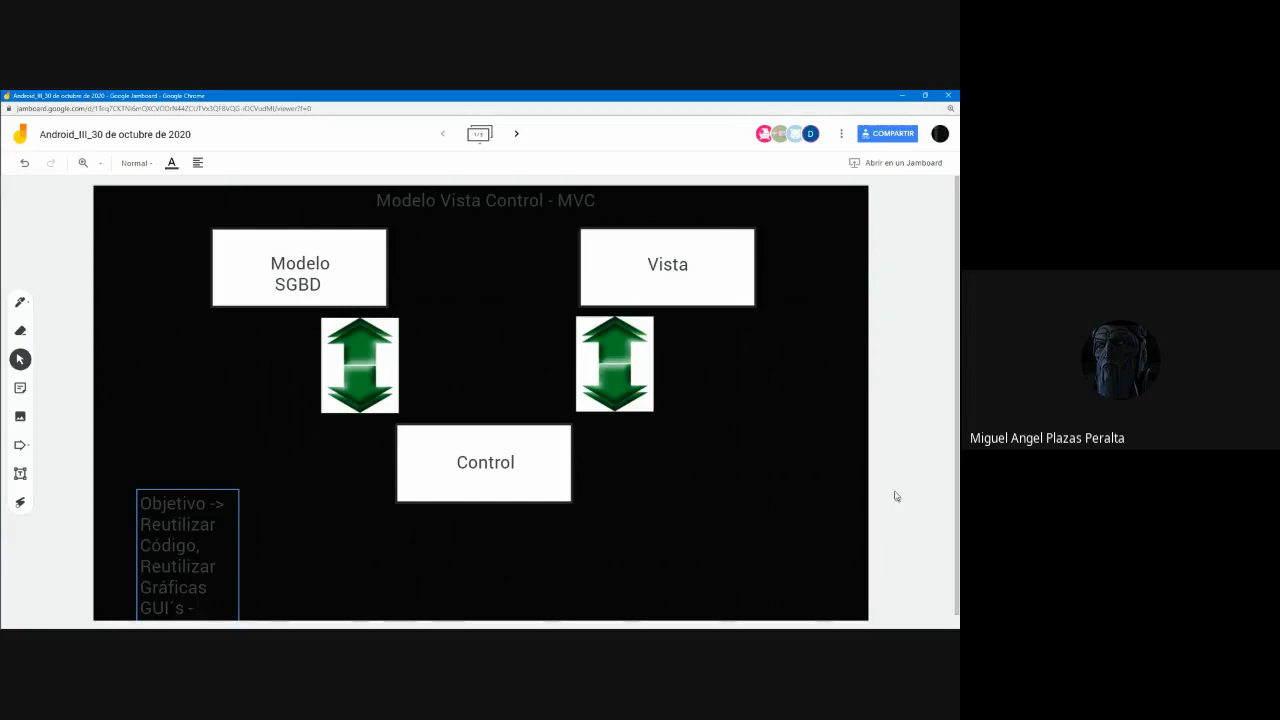 Android_III_30 de octubre de 2020 - Google Jamboard - Google Chrome
Android_III_30 de octubre de 2020
1/3
COMPARTIR
D
Normal
A
Abrir en un Jamboard
Modelo Vista Control - MVC
Modelo
SGBD
Vista
Control
Objetivo ->
Reutilizar
Código,
Reutilizar
Gráficas
GUI´s -
Miguel Angel Plazas Peralta